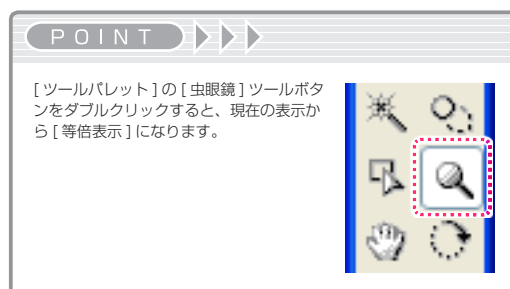 POINT
[ ツールパレット ] の [ 虫眼鏡 ] ツールボタ
ンをダブルクリックすると、現在の表示か
ら [ 等倍表示 ] になります。